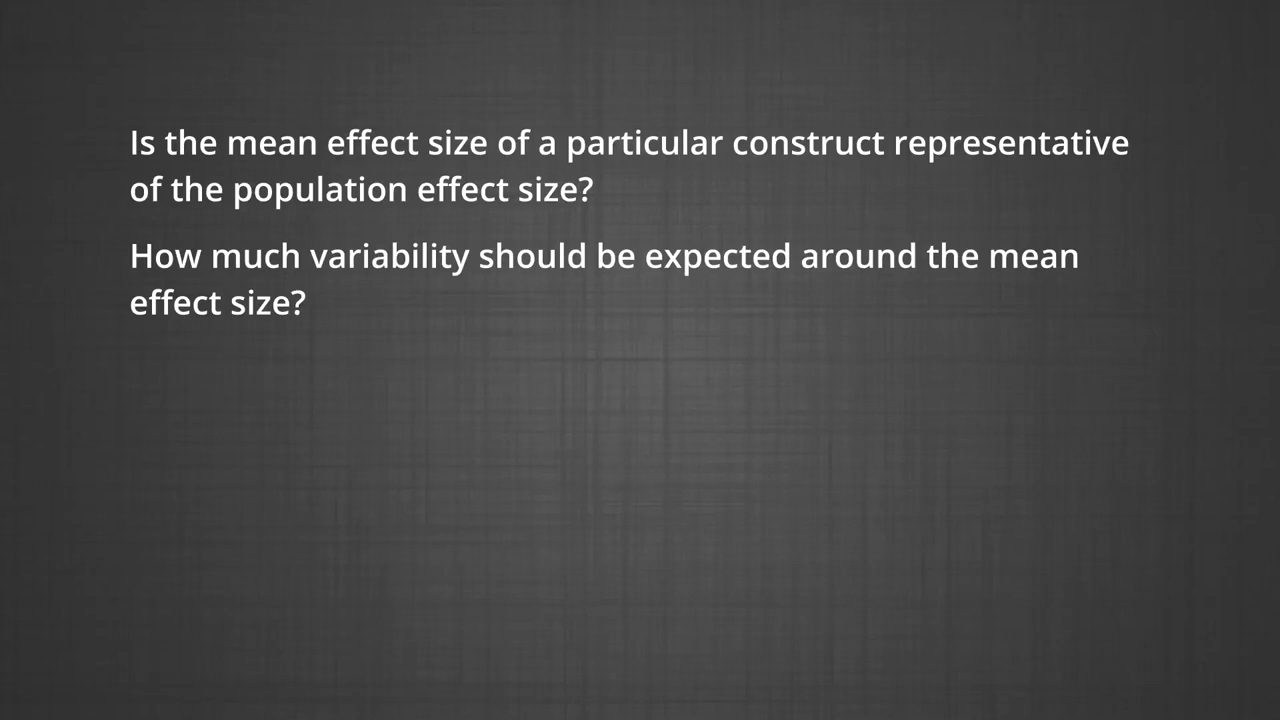 Is the mean effect size of a particular construct representative
of the population effect size?
How much variability should be expected around the mean
effect size?